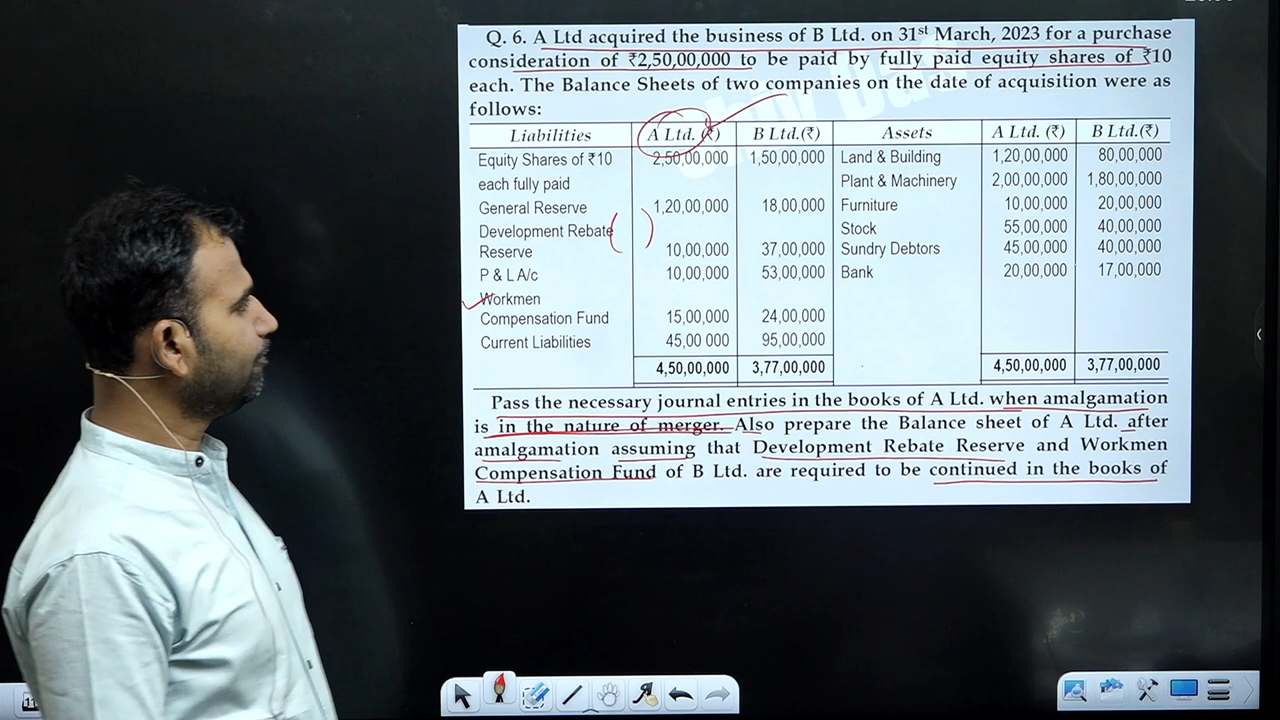 Q. 6. A Ltd acquired the business of B Ltd. on 31st March, 2023 for a purchase
consideration of ₹2,50,00,000 to be paid by fully paid equity shares of ₹10
each. The Balance Sheets of two companies on the date of acquisition were as
follows:
Liabilities A Ltd. (₹) B Ltd.(₹) Assets A Ltd. (₹) B Ltd.(₹)
Equity Shares of ₹10 2,50,00,000 1,50,00,000 Land & Building 1,20,00,000 80,00,000
each fully paid Plant & Machinery 2,00,00,000 1,80,00,000
General Reserve 1,20,00,000 18,00,000 Furniture 10,00,000 20,00,000
Development Rebate Stock 55,00,000 40,00,000
Reserve 10,00,000 37,00,000 Sundry Debtors 45,00,000 40,00,000
P & L A/c 10,00,000 53,00,000 Bank 20,00,000 17,00,000
Workmen
Compensation Fund 15,00,000 24,00,000
Current Liabilities 45,00 000 95,00,000
4,50,00,000 3,77,00,000 4,50,00,000 3,77,00,000
Pass the necessary journal entries in the books of A Ltd. when amalgamation
is in the nature of merger. Also prepare the Balance sheet of A Ltd. after
amalgamation assuming that Development Rebate Reserve and Workmen
Compensation Fund of B Ltd. are required to be continued in the books of
A Ltd.